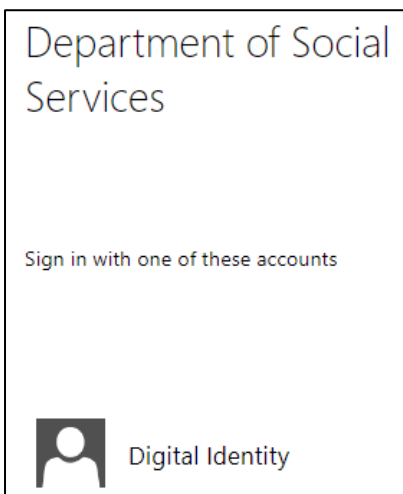 Department of Social
Services
Sign in with one of these accounts
Digital Identity